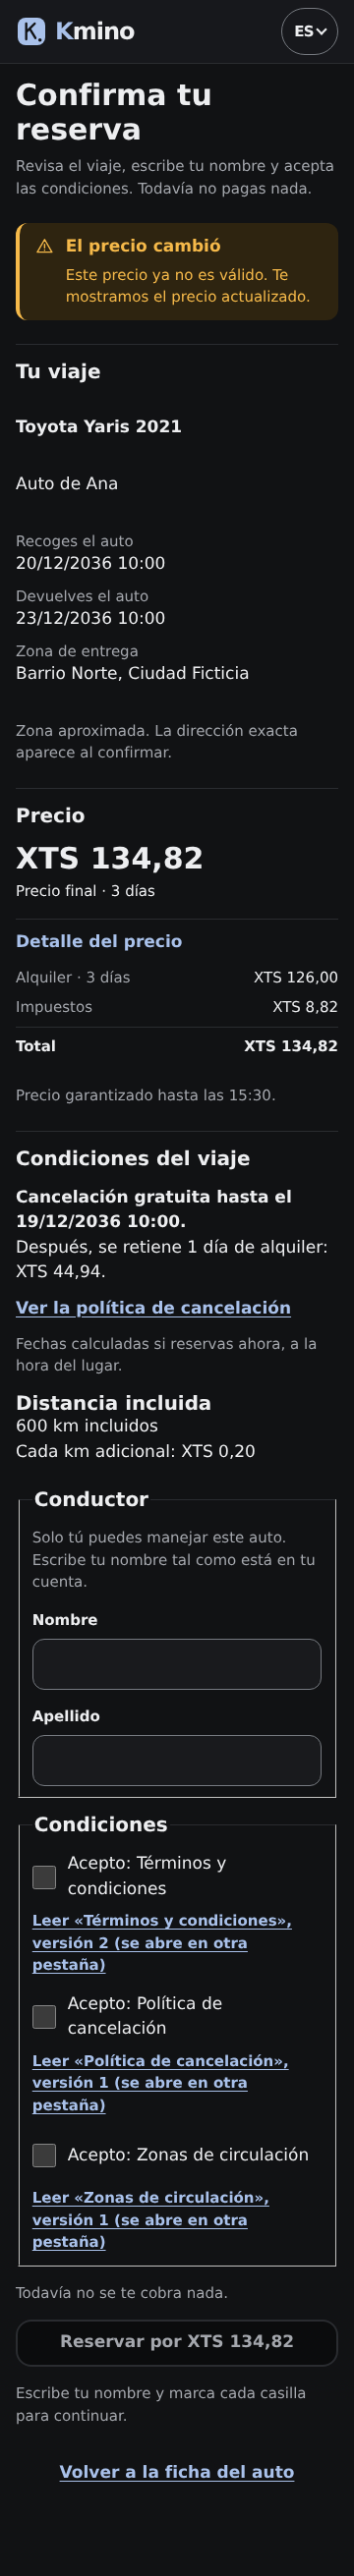 K Kmino
ES
Confirma tu
reserva
Revisa el viaje, escribe tu nombre y acepta
las condiciones. Todavía no pagas nada.
El precio cambió
Este precio ya no es válido. Te
mostramos el precio actualizado.
Tu viaje
Toyota Yaris 2021
Auto de Ana
Recoges el auto
20/12/2036 10:00
Devuelves el auto
23/12/2036 10:00
Zona de entrega
Barrio Norte, Ciudad Ficticia
Zona aproximada. La dirección exacta
aparece al confirmar.
Precio
XTS 134,82
Precio final · 3 días
Detalle del precio
Alquiler · 3 días XTS 126,00
Impuestos XTS 8,82
Total XTS 134,82
Precio garantizado hasta las 15:30.
Condiciones del viaje
Cancelación gratuita hasta el
19/12/2036 10:00.
Después, se retiene 1 día de alquiler:
XTS 44,94.
Ver la política de cancelación
Fechas calculadas si reservas ahora, a la
hora del lugar.
Distancia incluida
600 km incluidos
Cada km adicional: XTS 0,20
Conductor
Solo tú puedes manejar este auto.
Escribe tu nombre tal como está en tu
cuenta.
Nombre
Apellido
Condiciones
Acepto: Términos y
condiciones
Leer «Términos y condiciones»,
versión 2 (se abre en otra
pestaña)
Acepto: Política de
cancelación
Leer «Política de cancelación»,
versión 1 (se abre en otra
pestaña)
Acepto: Zonas de circulación
Leer «Zonas de circulación»,
versión 1 (se abre en otra
pestaña)
Todavía no se te cobra nada.
Reservar por XTS 134,82
Escribe tu nombre y marca cada casilla
para continuar.
Volver a la ficha del auto